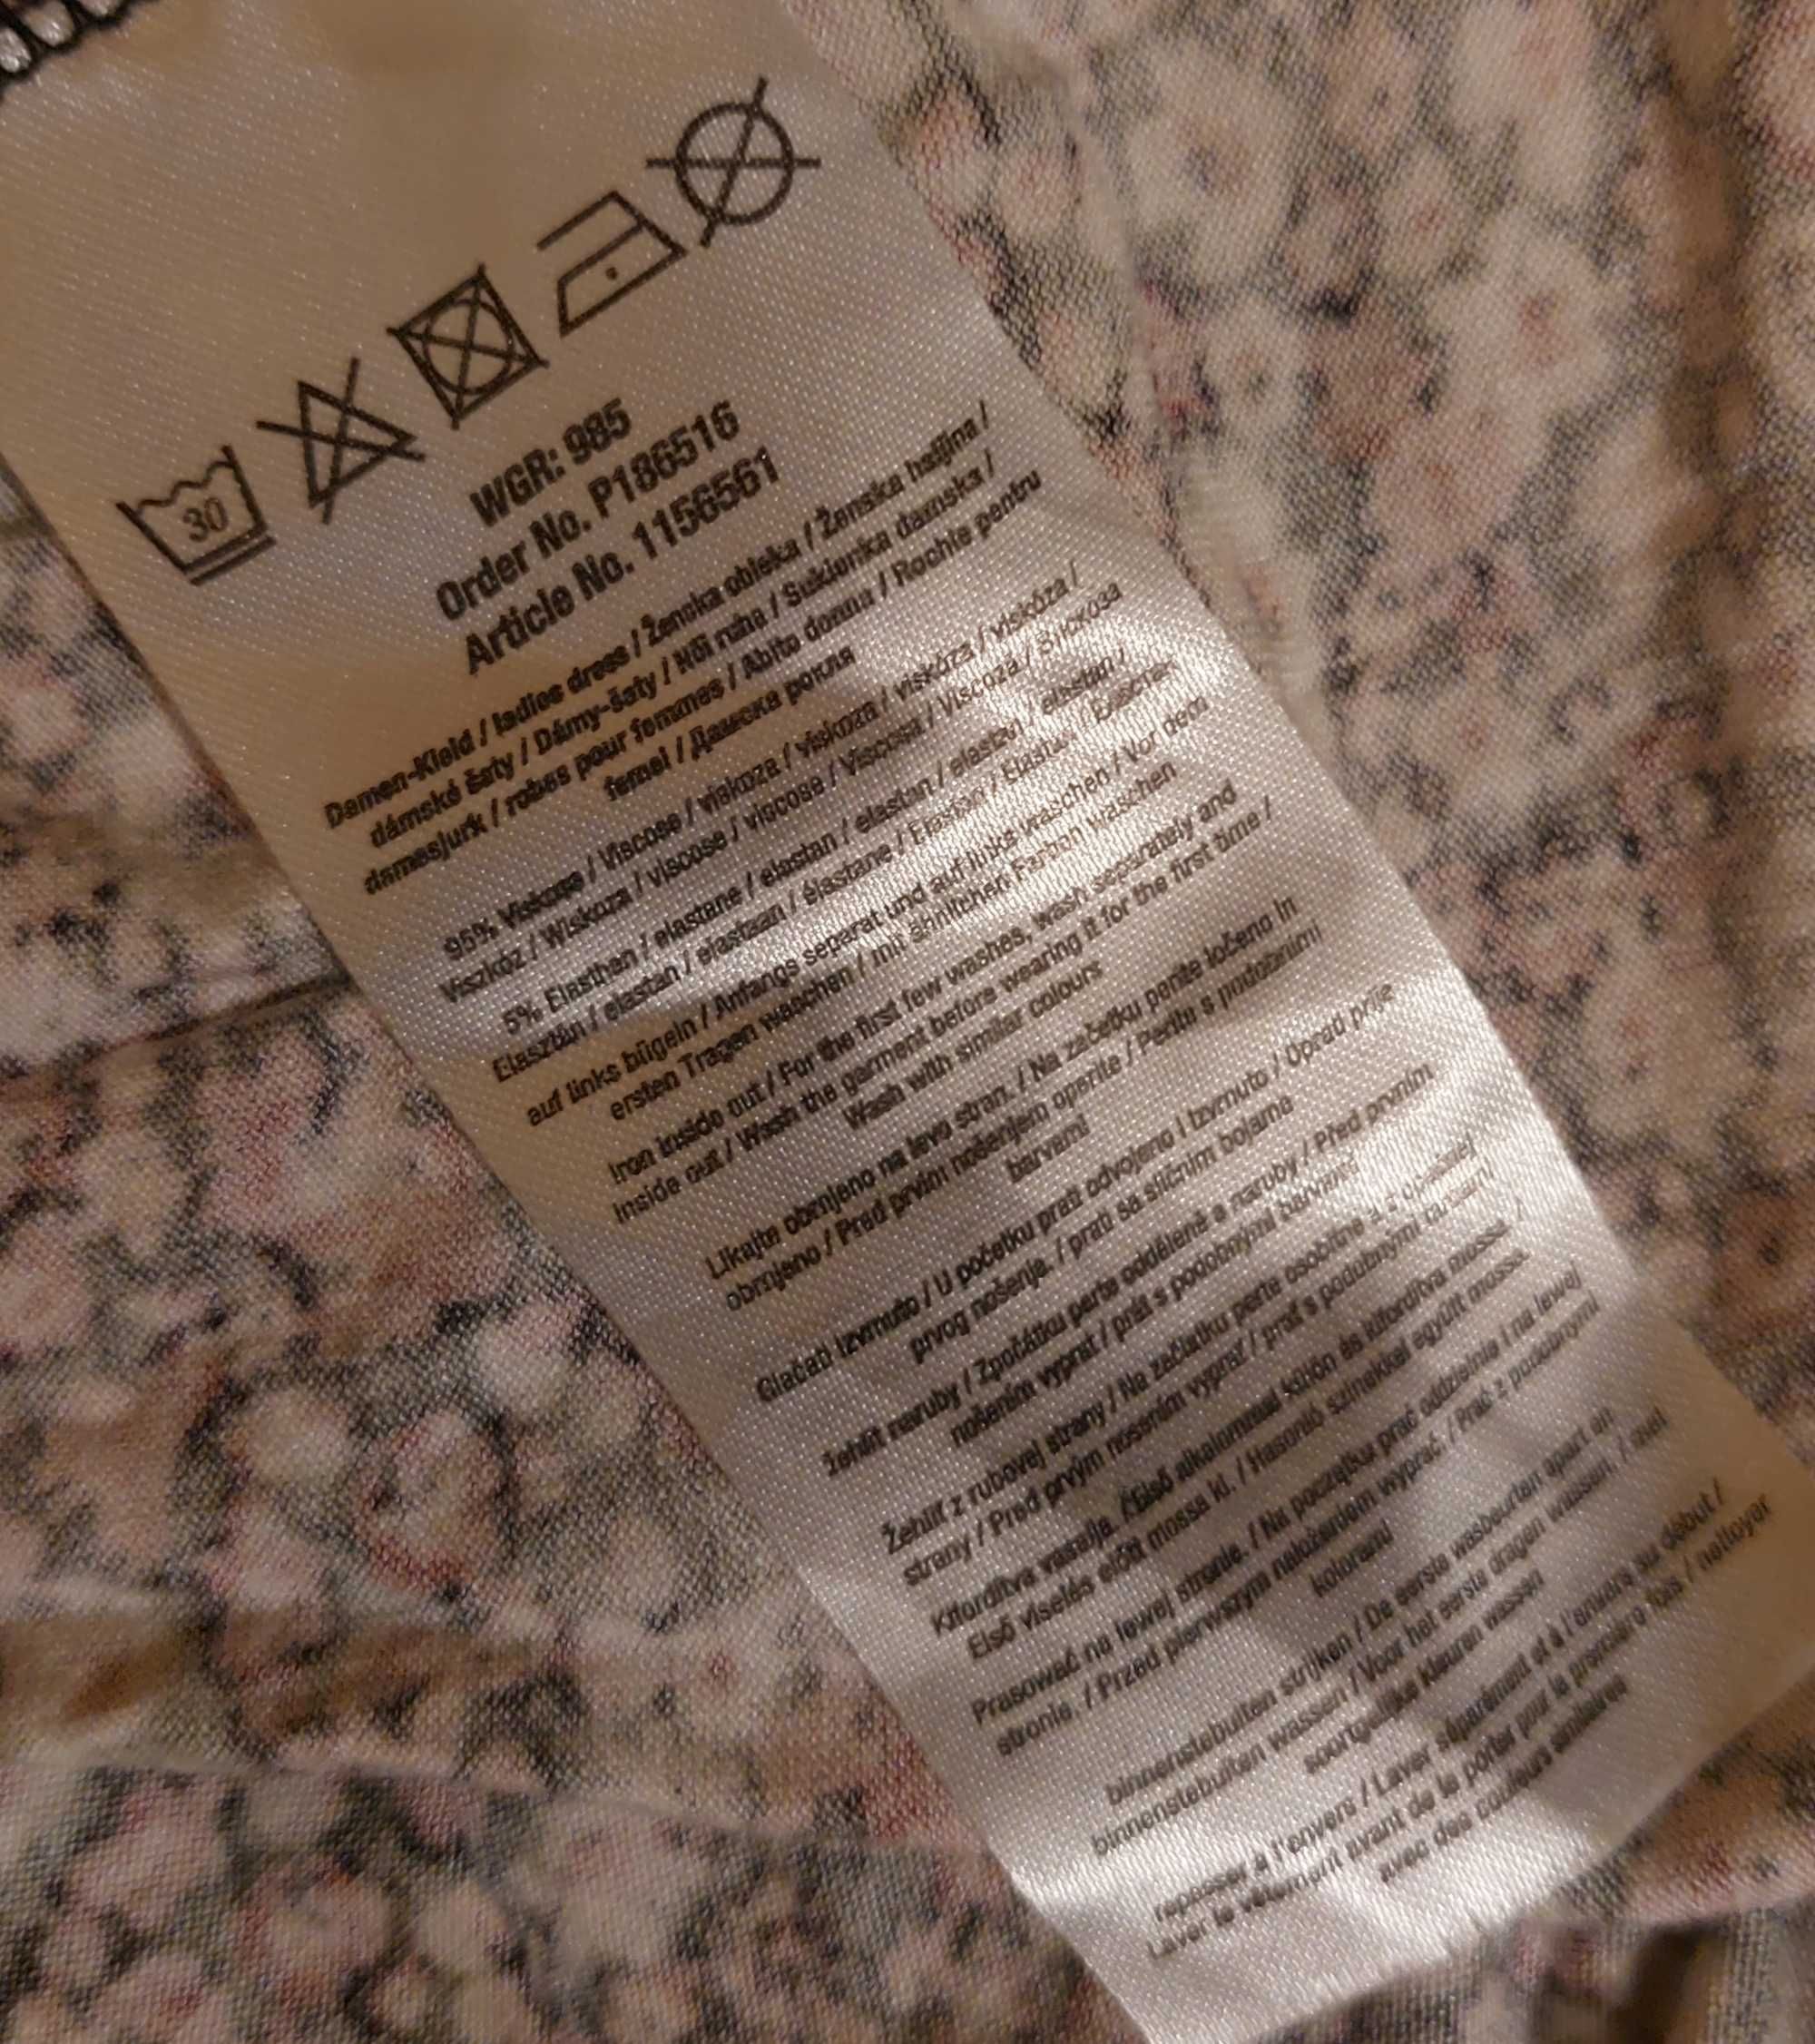 30
WGR: 985
Order No. P186516
Article No. 1156561
Damen-Kleid / ladies dress / Ženska obleka / Ženska haljina /
dámské šaty / Dámy-šaty / Női ruha / Sukienka damska /
damesjurk / robes pour femmes / Abito donna / Rochie pentru
femei / Дамска рокля
95% Viskose / Viscose / viskoza / viskoza / viskóza / viskóza /
Viszkóz / Wiskoza / viscose / viscose / Viscosa / Viscoza /
5% Elasthan / elastane / elastan / elastan / elastan / elastan /
Elasztán / elastan / elastaan / élastane / Elastan / Elastan /
auf links bügeln / Anfangs separat und auf links waschen / Vor dem
ersten Tragen waschen / mit ähnlichen Farben waschen
Iron inside out / For the first few washes, wash separately and
inside out / Wash the garment before wearing it for the first time /
Wash with similar colours
Likajte obrnjeno na levo stran. / Na začetku perite ločeno in
obrnjeno / Pred prvim nošenjem operite / Perite s podobnimi
barvami
Glačati izvrnuto / U početku prati odvojeno i izvrnuto / Oprati prije
prvog nošenja. / prati sa sličnim bojama
Žehlit naruby / Zpočátku perte odděleně a naruby / Před prvním
nošením vyprat / prát s podobnými barvami
Žehliť z rubovej strany / Na začiatku perte osobitne a z opačnej
strany / Pred prvým nosením vyprať / prať s podobnými farbami
Kifordítva vasalja. / Első alkalommal külön és kifordítva mossa. /
Első viselés előtt mossa ki. / Hasonló színekkel együtt mossa.
Prasować na lewej stronie. / Na początku prać oddzielnie i na lewej
stronie. / Przed pierwszym nałożeniem wyprać. / Prać z podobnymi
kolorami
binnenstebuiten strijken / De eerste wasbeurten apart en
binnenstebuiten wassen / Voor het eerste dragen wassen / met
soortgelijke kleuren wassen
repasser à l'envers / Laver séparément et à l'envers au début /
Laver le vêtement avant de le porter pour la première fois / nettoyer
avec des couleurs similaires